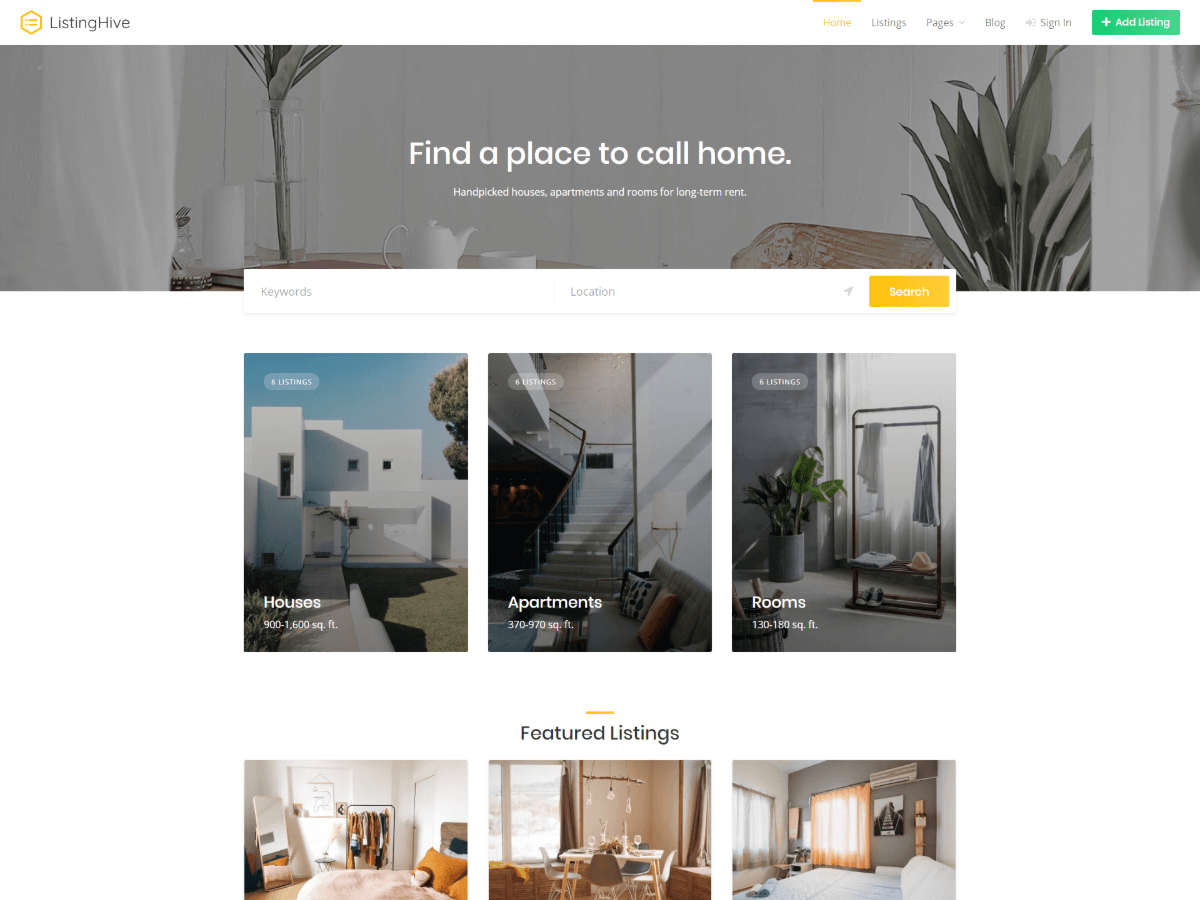 ListingHive
Home
Listings
Pages
Blog
Sign In
Add Listing
Find a place to call home.
Handpicked houses, apartments and rooms for long-term rent.
Keywords
Location
Search
6 LISTINGS
Houses
900-1,600 sq. ft.
6 LISTINGS
Apartments
370-970 sq. ft.
6 LISTINGS
Rooms
130-180 sq. ft.
Featured Listings